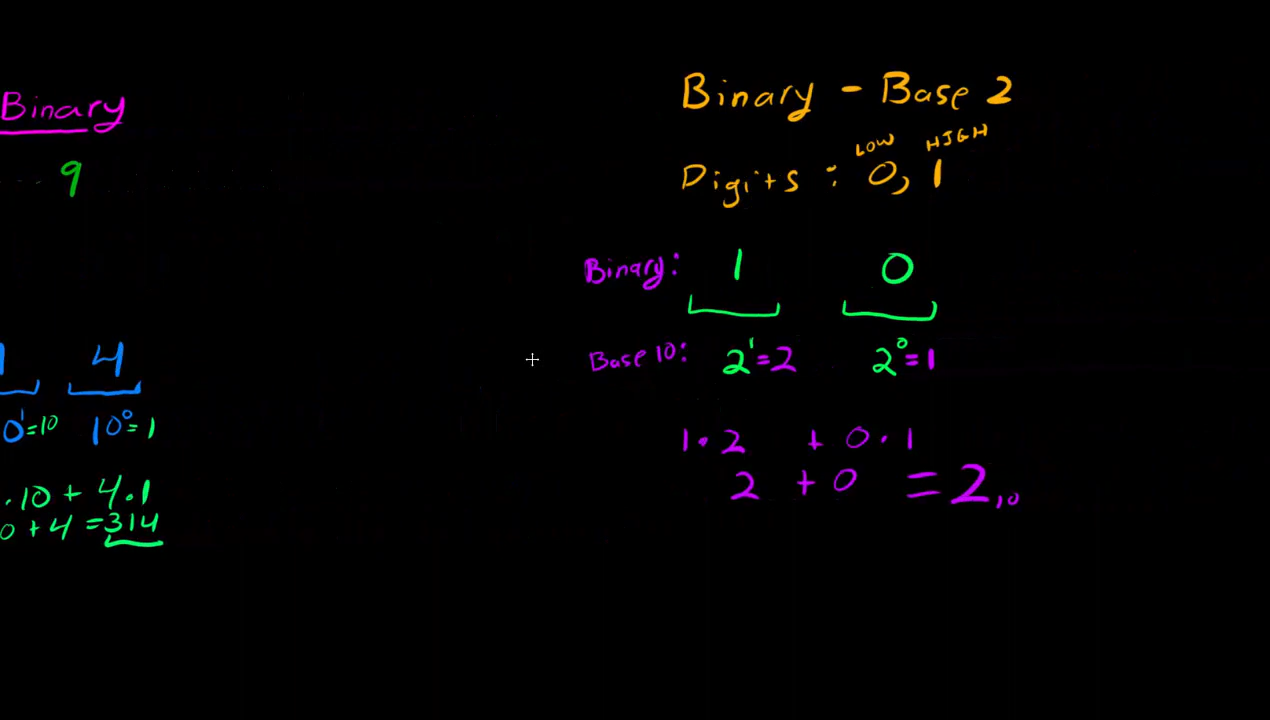 Binary
9
1 4
0¹=10 10⁰=1
.10 + 4.1
0 + 4 = 314
Binary - Base 2
LOW HIGH
Digits : 0, 1
Binary: 1 0
Base 10: 2¹=2 2⁰=1
1·2 + 0·1
2 + 0 = 2₁₀